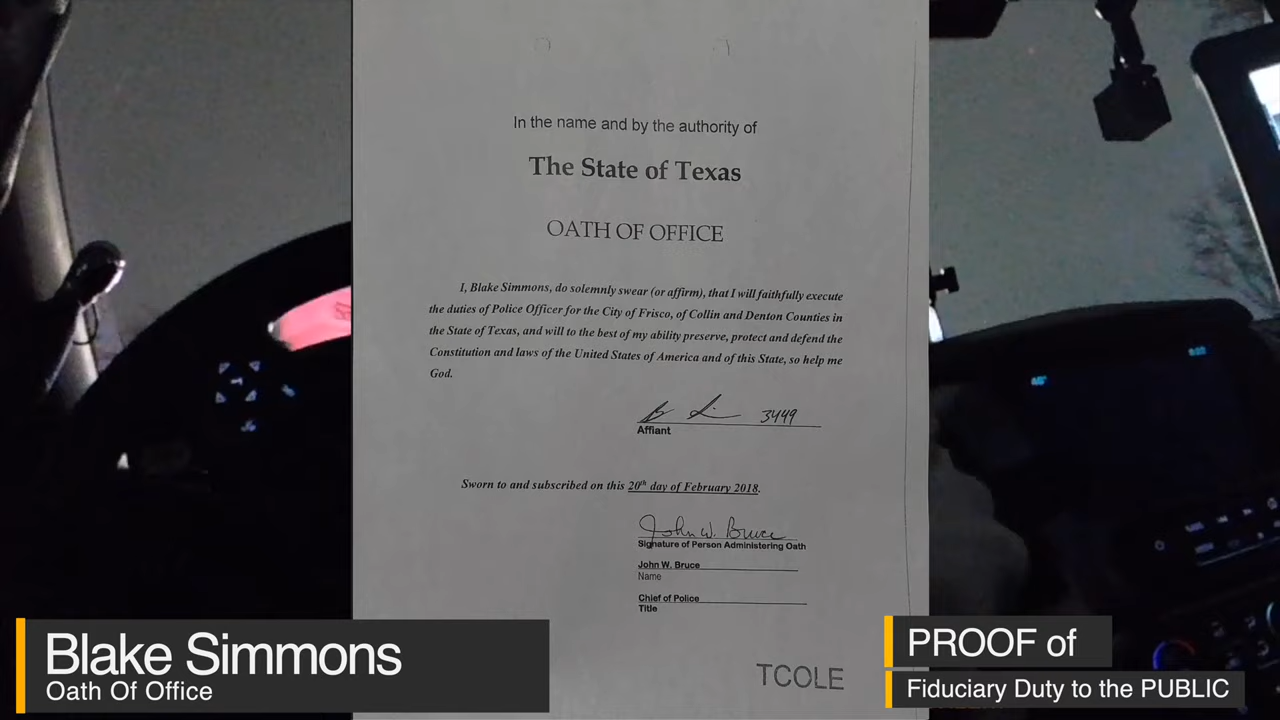 In the name and by the authority of
The State of Texas
OATH OF OFFICE
I, Blake Simmons, do solemnly swear (or affirm), that I will faithfully execute
the duties of Police Officer for the City of Frisco, of Collin and Denton Counties in
the State of Texas, and will to the best of my ability preserve, protect and defend the
Constitution and laws of the United States of America and of this State, so help me
God.
3449
Affiant
Sworn to and subscribed on this 20th day of February 2018.
John W. Bruce
Signature of Person Administering Oath
John W. Bruce
Name
Chief of Police
Title
TCOLE
Blake Simmons
Oath Of Office
PROOF of
Fiduciary Duty to the PUBLIC